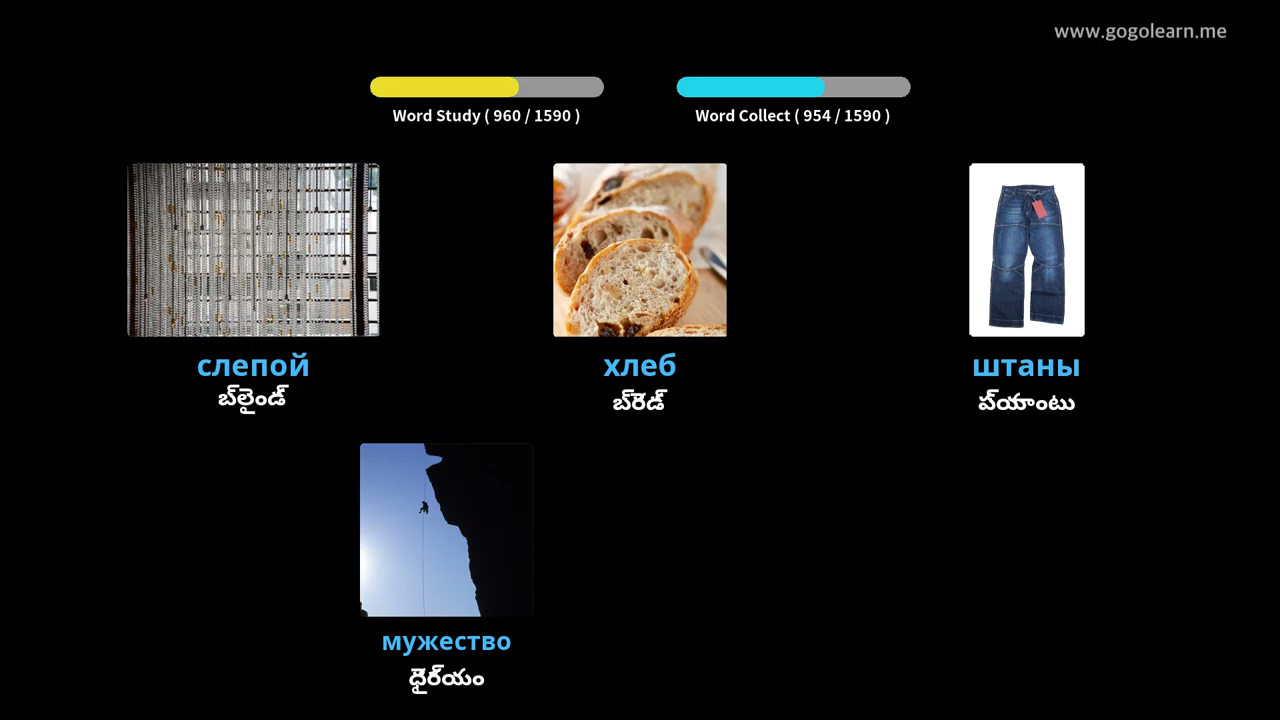 www.gogolearn.me
Word Study ( 960 / 1590 )
Word Collect ( 954 / 1590 )
слепой
బ్‌లైండ్
хлеб
బ్‌రెడ్
штаны
ప్‌యాంటు
мужество
ధైర్‌యం